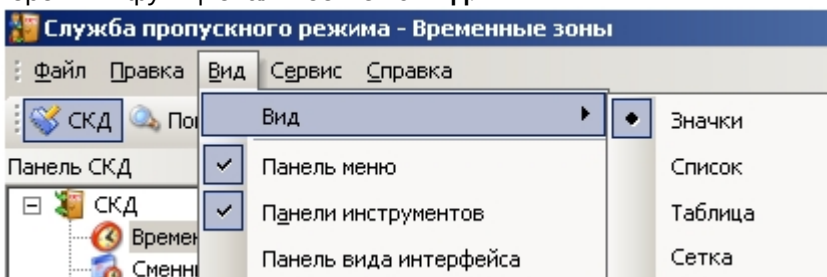 Служба пропускного режима - Временные зоны
Файл Правка Вид Сервис Справка
СКД
Вид
Значки
Панель СКД
Панель меню
Список
СКД
Панели инструментов
Таблица
Панель вида интерфейса
Сетка